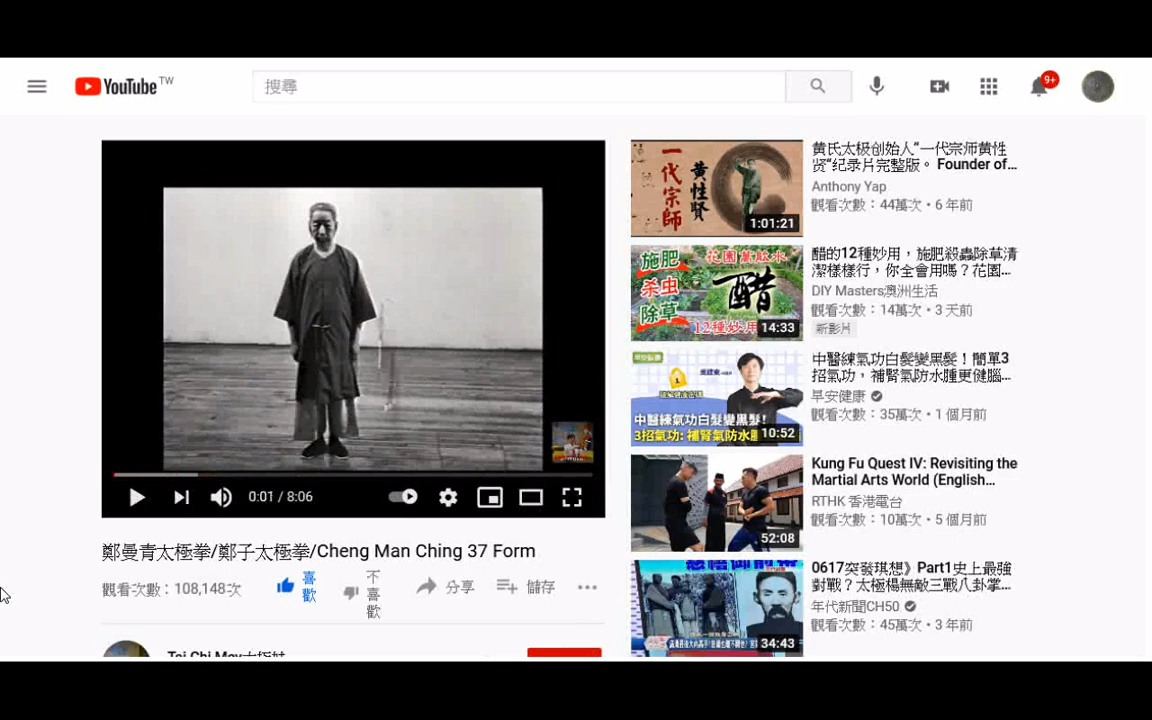 YouTube TW
搜尋
9+
0:01 / 8:06
鄭曼青太極拳/鄭子太極拳/Cheng Man Ching 37 Form
觀看次數：108,148次
喜歡
不喜歡
分享
儲存
Tai Chi May太極妹
一代宗師
黃性賢
1:01:21
黄氏太极创始人“一代宗师黄性
贤“纪录片完整版。 Founder of...
Anthony Yap
觀看次數：44萬次・6 年前
施肥
杀虫
除草
花園萬散水
醋
12種妙用
14:33
醋的12種妙用，施肥殺蟲除草清
潔樣樣行，你全會用嗎？花園...
DIY Masters澳洲生活
觀看次數：14萬次・3 天前
新影片
中醫練氣功白髮變黑髮!
3招氣功: 補腎氣防水腫
10:52
中醫練氣功白髮變黑髮！簡單3
招氣功，補腎氣防水腫更健腦...
早安健康
觀看次數：35萬次・1 個月前
52:08
Kung Fu Quest IV: Revisiting the
Martial Arts World (English...
RTHK 香港電台
觀看次數：10萬次・5 個月前
34:43
0617突發琪想》Part1史上最強
對戰？太極楊無敵三戰八卦掌...
年代新聞CH50
觀看次數：45萬次・3 年前